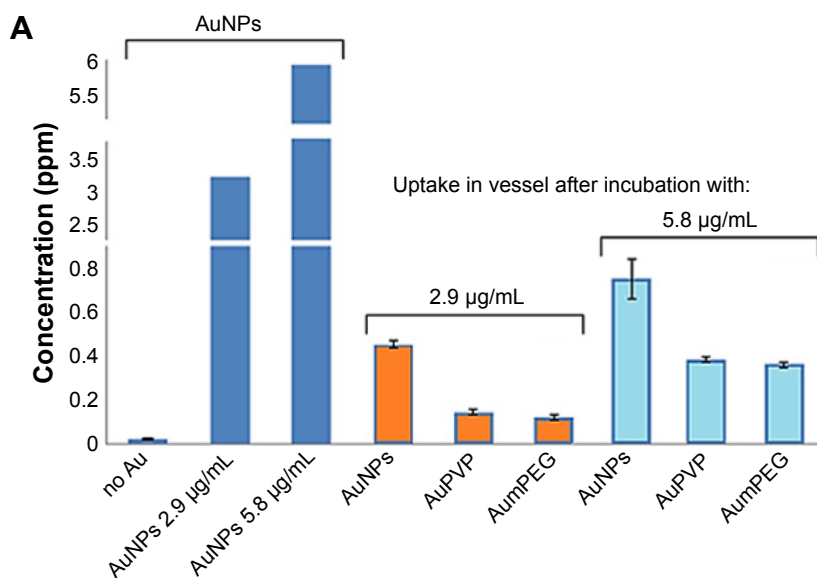 A
AuNPs
Concentration (ppm)
6
5.5
3.5
3
2.5
0.8
0.6
0.4
0.2
0
Uptake in vessel after incubation with:
5.8 µg/mL
2.9 µg/mL
no Au
AuNPs 2.9 µg/mL
AuNPs 5.8 µg/mL
AuNPs
AuPVP
AumPEG
AuNPs
AuPVP
AumPEG